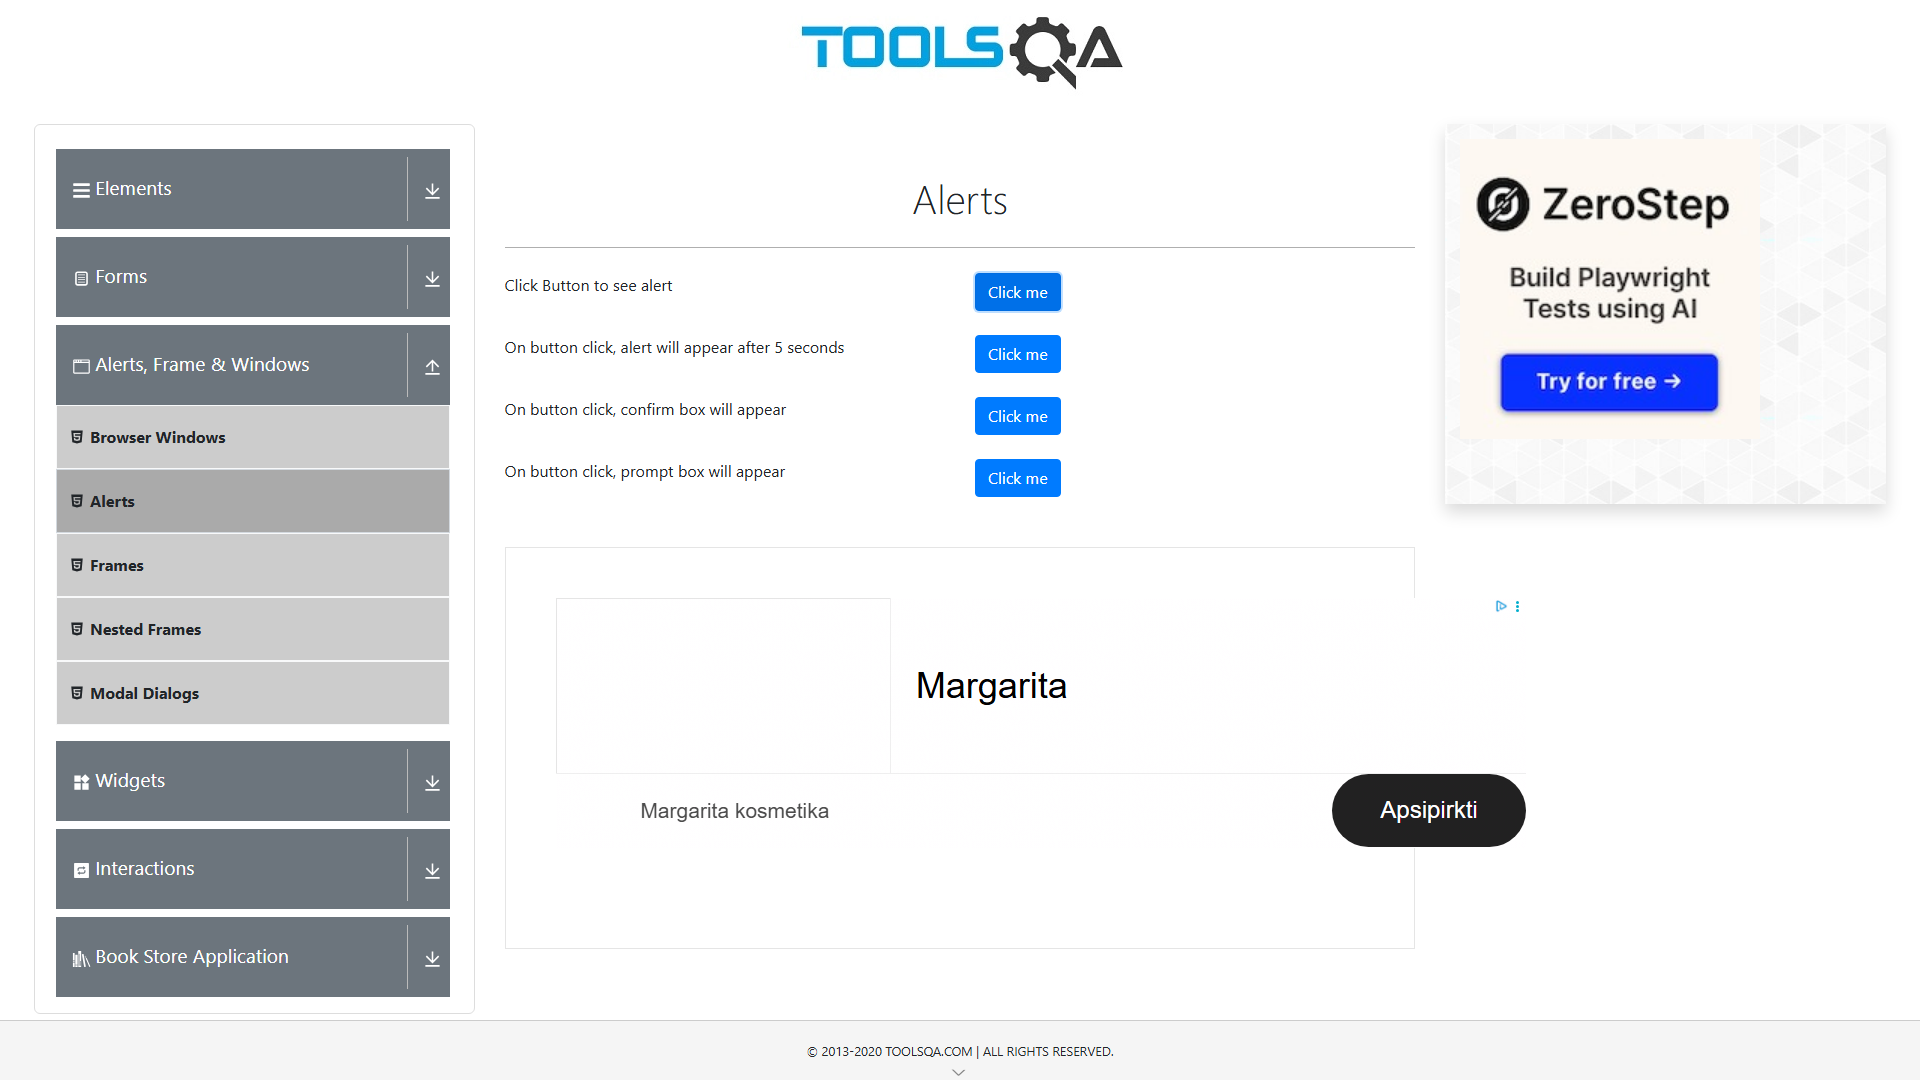 TOOLSQA
Elements
Forms
Alerts, Frame & Windows
Browser Windows
Alerts
Frames
Nested Frames
Modal Dialogs
Widgets
Interactions
Book Store Application
Alerts
Click Button to see alert
Click me
On button click, alert will appear after 5 seconds
Click me
On button click, confirm box will appear
Click me
On button click, prompt box will appear
Click me
Margarita
Margarita kosmetika
Apsipirkti
ZeroStep
Build Playwright
Tests using AI
Try for free →
© 2013-2020 TOOLSQA.COM | ALL RIGHTS RESERVED.